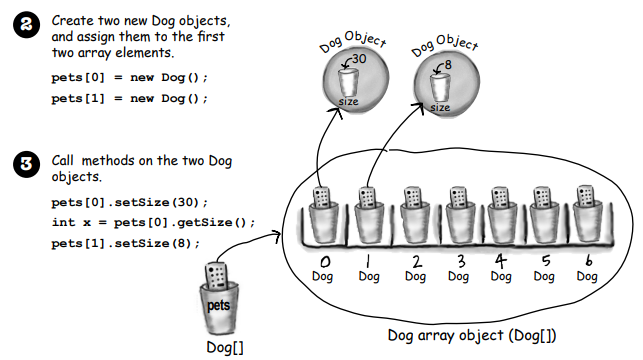 2
Create two new Dog objects,
and assign them to the first
two array elements.
pets[0] = new Dog();
pets[1] = new Dog();
3
Call methods on the two Dog
objects.
pets[0].setSize(30);
int x = pets[0].getSize();
pets[1].setSize(8);
Dog Object
30
size
Dog Object
8
size
0 1 2 3 4 5 6
Dog Dog Dog Dog Dog Dog Dog
pets
Dog[]
Dog array object (Dog[])